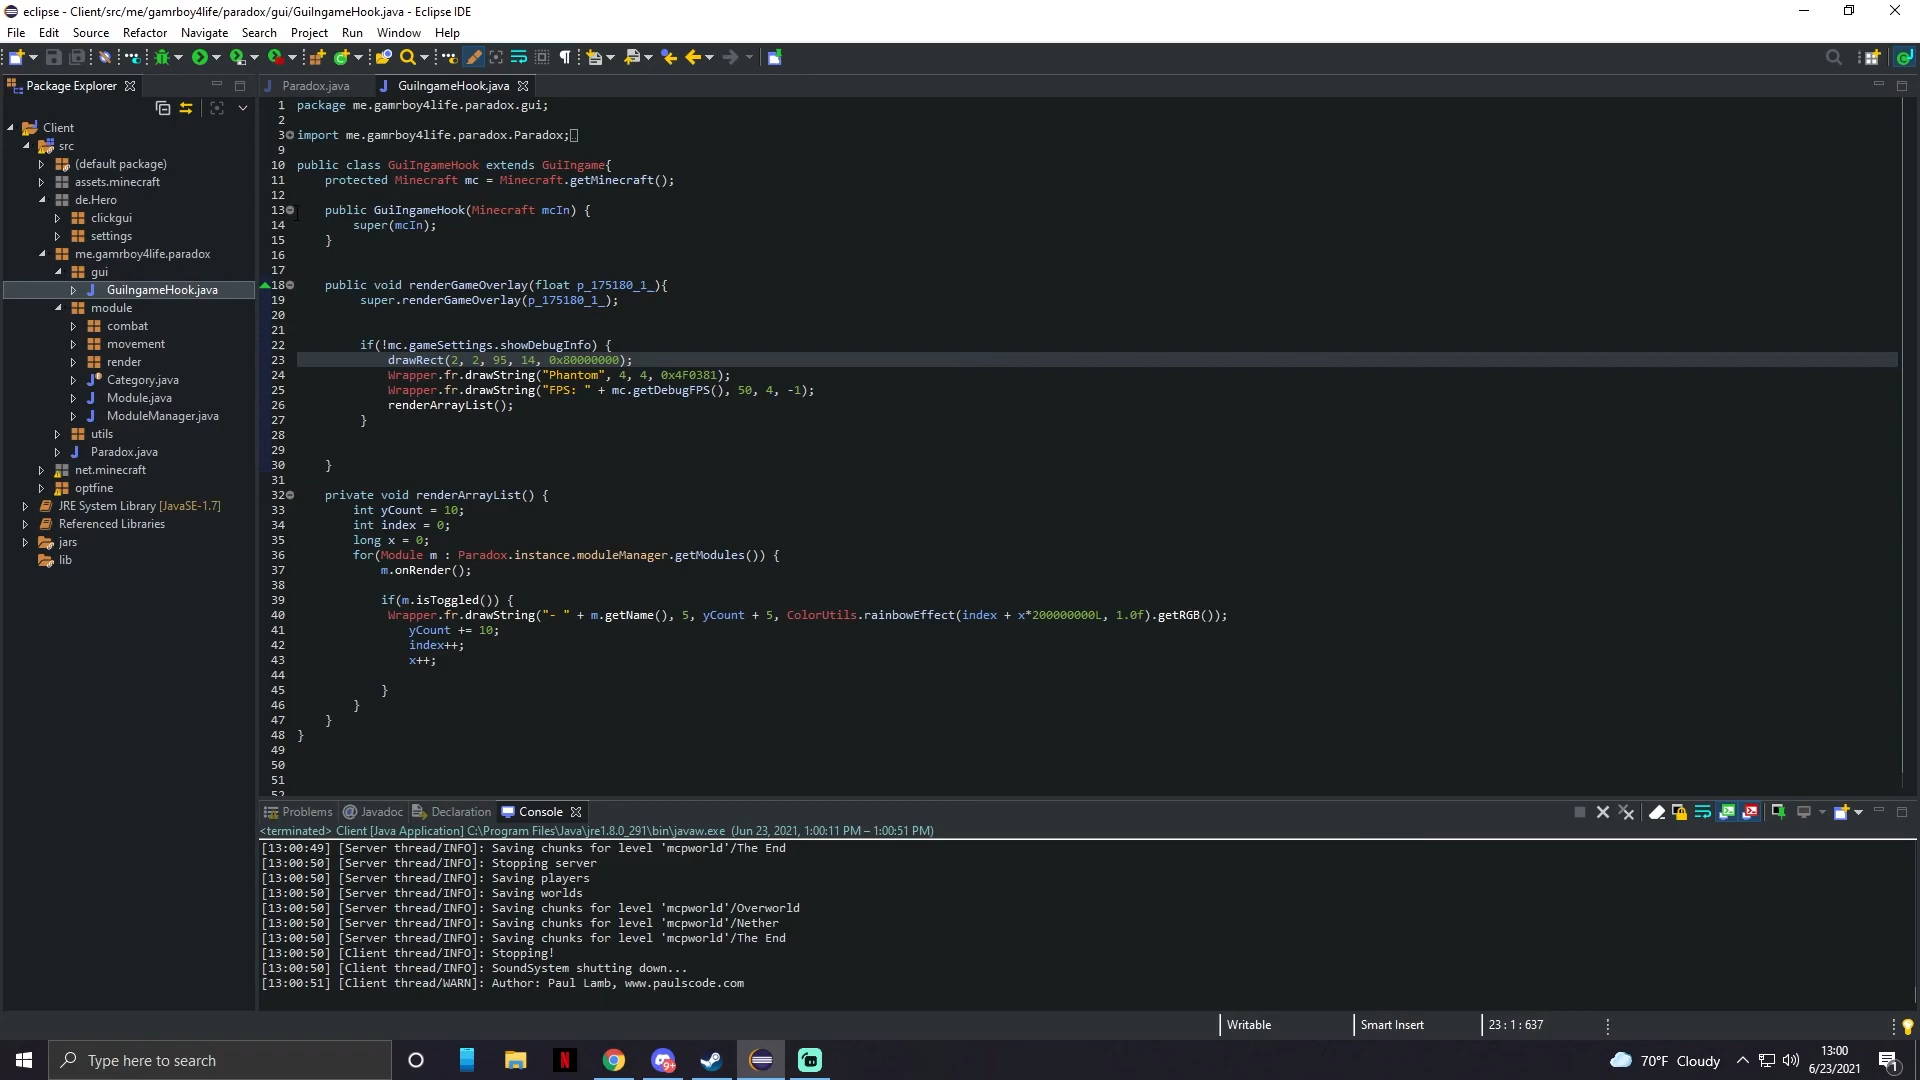 eclipse - Client/src/me/gamrboy4life/paradox/gui/GuiIngameHook.java - Eclipse IDE
File Edit Source Refactor Navigate Search Project Run Window Help
Package Explorer
Paradox.java GuiIngameHook.java
Client
src
(default package)
assets.minecraft
de.Hero
clickgui
settings
me.gamrboy4life.paradox
gui
GuiIngameHook.java
module
combat
movement
render
Category.java
Module.java
ModuleManager.java
utils
Paradox.java
net.minecraft
optfine
JRE System Library [JavaSE-1.7]
Referenced Libraries
jars
lib
1 package me.gamrboy4life.paradox.gui;
2
3 import me.gamrboy4life.paradox.Paradox;
9
10 public class GuiIngameHook extends GuiIngame{
11 protected Minecraft mc = Minecraft.getMinecraft();
12
13 public GuiIngameHook(Minecraft mcIn) {
14 super(mcIn);
15 }
16
17
18 public void renderGameOverlay(float p_175180_1_){
19 super.renderGameOverlay(p_175180_1_);
20
21
22 if(!mc.gameSettings.showDebugInfo) {
23 drawRect(2, 2, 95, 14, 0x80000000);
24 Wrapper.fr.drawString("Phantom", 4, 4, 0x4F0381);
25 Wrapper.fr.drawString("FPS: " + mc.getDebugFPS(), 50, 4, -1);
26 renderArrayList();
27 }
28
29
30 }
31
32 private void renderArrayList() {
33 int yCount = 10;
34 int index = 0;
35 long x = 0;
36 for(Module m : Paradox.instance.moduleManager.getModules()) {
37 m.onRender();
38
39 if(m.isToggled()) {
40 Wrapper.fr.drawString("- " + m.getName(), 5, yCount + 5, ColorUtils.rainbowEffect(index + x*200000000L, 1.0f).getRGB());
41 yCount += 10;
42 index++;
43 x++;
44
45 }
46 }
47 }
48 }
49
50
51
52
Problems Javadoc Declaration Console
<terminated> Client [Java Application] C:\Program Files\Java\jre1.8.0_291\bin\javaw.exe (Jun 23, 2021, 1:00:11 PM – 1:00:51 PM)
[13:00:49] [Server thread/INFO]: Saving chunks for level 'mcpworld'/The End
[13:00:50] [Server thread/INFO]: Stopping server
[13:00:50] [Server thread/INFO]: Saving players
[13:00:50] [Server thread/INFO]: Saving worlds
[13:00:50] [Server thread/INFO]: Saving chunks for level 'mcpworld'/Overworld
[13:00:50] [Server thread/INFO]: Saving chunks for level 'mcpworld'/Nether
[13:00:50] [Server thread/INFO]: Saving chunks for level 'mcpworld'/The End
[13:00:50] [Client thread/INFO]: Stopping!
[13:00:50] [Client thread/INFO]: SoundSystem shutting down...
[13:00:51] [Client thread/WARN]: Author: Paul Lamb, www.paulscode.com
Writable Smart Insert 23 : 1 : 637
Type here to search
9+
70°F Cloudy
13:00
6/23/2021
1